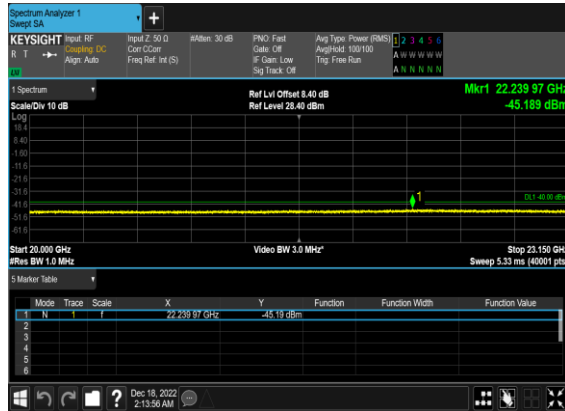 Spectrum Analyzer 1
Swept SA
+
KEYSIGHT Input: RF Input Z: 50 Ω #Atten: 30 dB PNO: Fast Avg Type: Power (RMS) 1 2 3 4 5 6
R T Coupling: DC Corr CCorr Gate: Off Avg|Hold: 100/100 A W W W W W
Align: Auto Freq Ref: Int (S) IF Gain: Low Trig: Free Run
Sig Track: Off A N N N N N
1 Spectrum Ref Lvl Offset 8.40 dB Mkr1 22.239 97 GHz
Scale/Div 10 dB Ref Level 28.40 dBm -45.189 dBm
Log
18.4
8.40
-1.60
-11.6
-21.6
-31.6
1
DL1 -40.00 dBm
-41.6
-51.6
-61.6
Start 20.000 GHz Video BW 3.0 MHz* Stop 23.150 GHz
#Res BW 1.0 MHz Sweep 5.33 ms (40001 pts)
5 Marker Table
Mode Trace Scale X Y Function Function Width Function Value
1 N 1 f 22.239 97 GHz -45.19 dBm
2
3
4
5
6
? Dec 18, 2022
2:13:56 AM